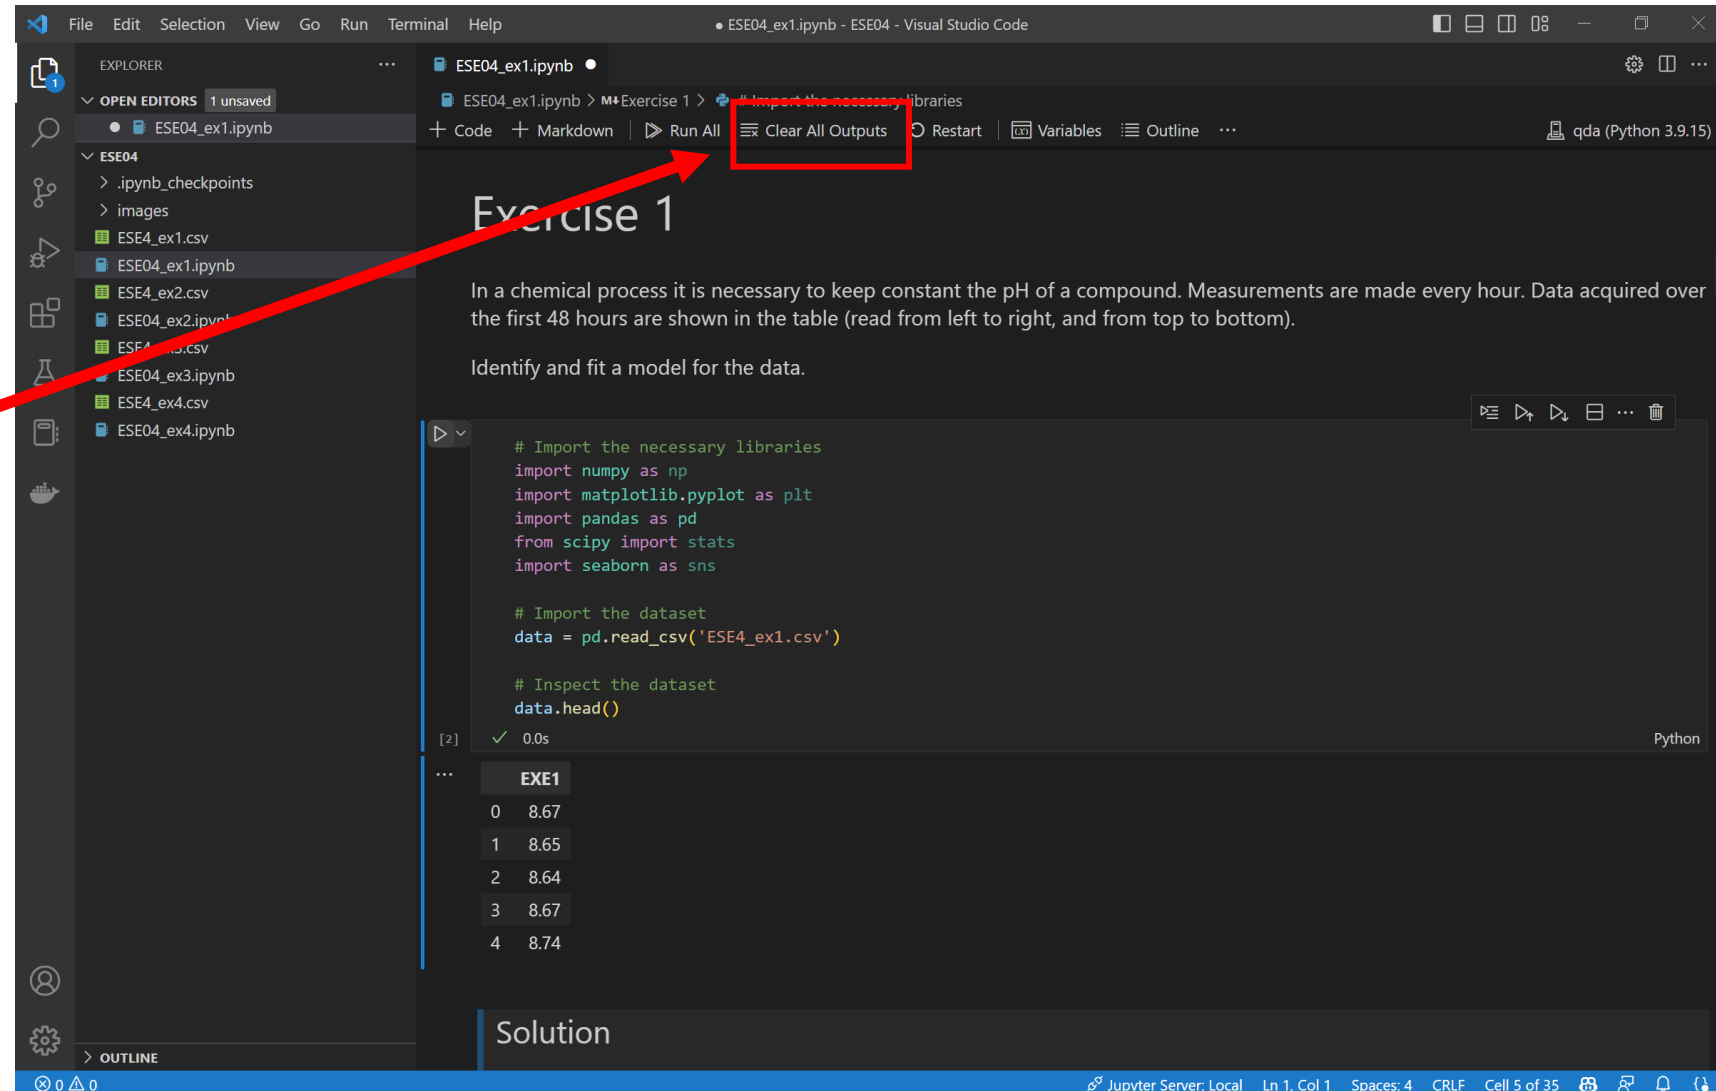 File Edit Selection View Go Run Terminal Help
● ESE04_ex1.ipynb - ESE04 - Visual Studio Code
EXPLORER
OPEN EDITORS 1 unsaved
ESE04_ex1.ipynb
ESE04
.ipynb_checkpoints
images
ESE4_ex1.csv
ESE04_ex1.ipynb
ESE4_ex2.csv
ESE04_ex2.ipynb
ESE4_ex3.csv
ESE04_ex3.ipynb
ESE4_ex4.csv
ESE04_ex4.ipynb
OUTLINE
ESE04_ex1.ipynb ●
ESE04_ex1.ipynb > M↓Exercise 1 > # Import the necessary libraries
+ Code + Markdown | Run All Clear All Outputs Restart | Variables Outline ...
qda (Python 3.9.15)
Exercise 1
In a chemical process it is necessary to keep constant the pH of a compound. Measurements are made every hour. Data acquired over
the first 48 hours are shown in the table (read from left to right, and from top to bottom).
Identify and fit a model for the data.
# Import the necessary libraries
import numpy as np
import matplotlib.pyplot as plt
import pandas as pd
from scipy import stats
import seaborn as sns
# Import the dataset
data = pd.read_csv('ESE4_ex1.csv')
# Inspect the dataset
data.head()
[2] ✓ 0.0s
Python
EXE1
0 8.67
1 8.65
2 8.64
3 8.67
4 8.74
Solution
0 0
Jupyter Server: Local Ln 1, Col 1 Spaces: 4 CRLF Cell 5 of 35
1